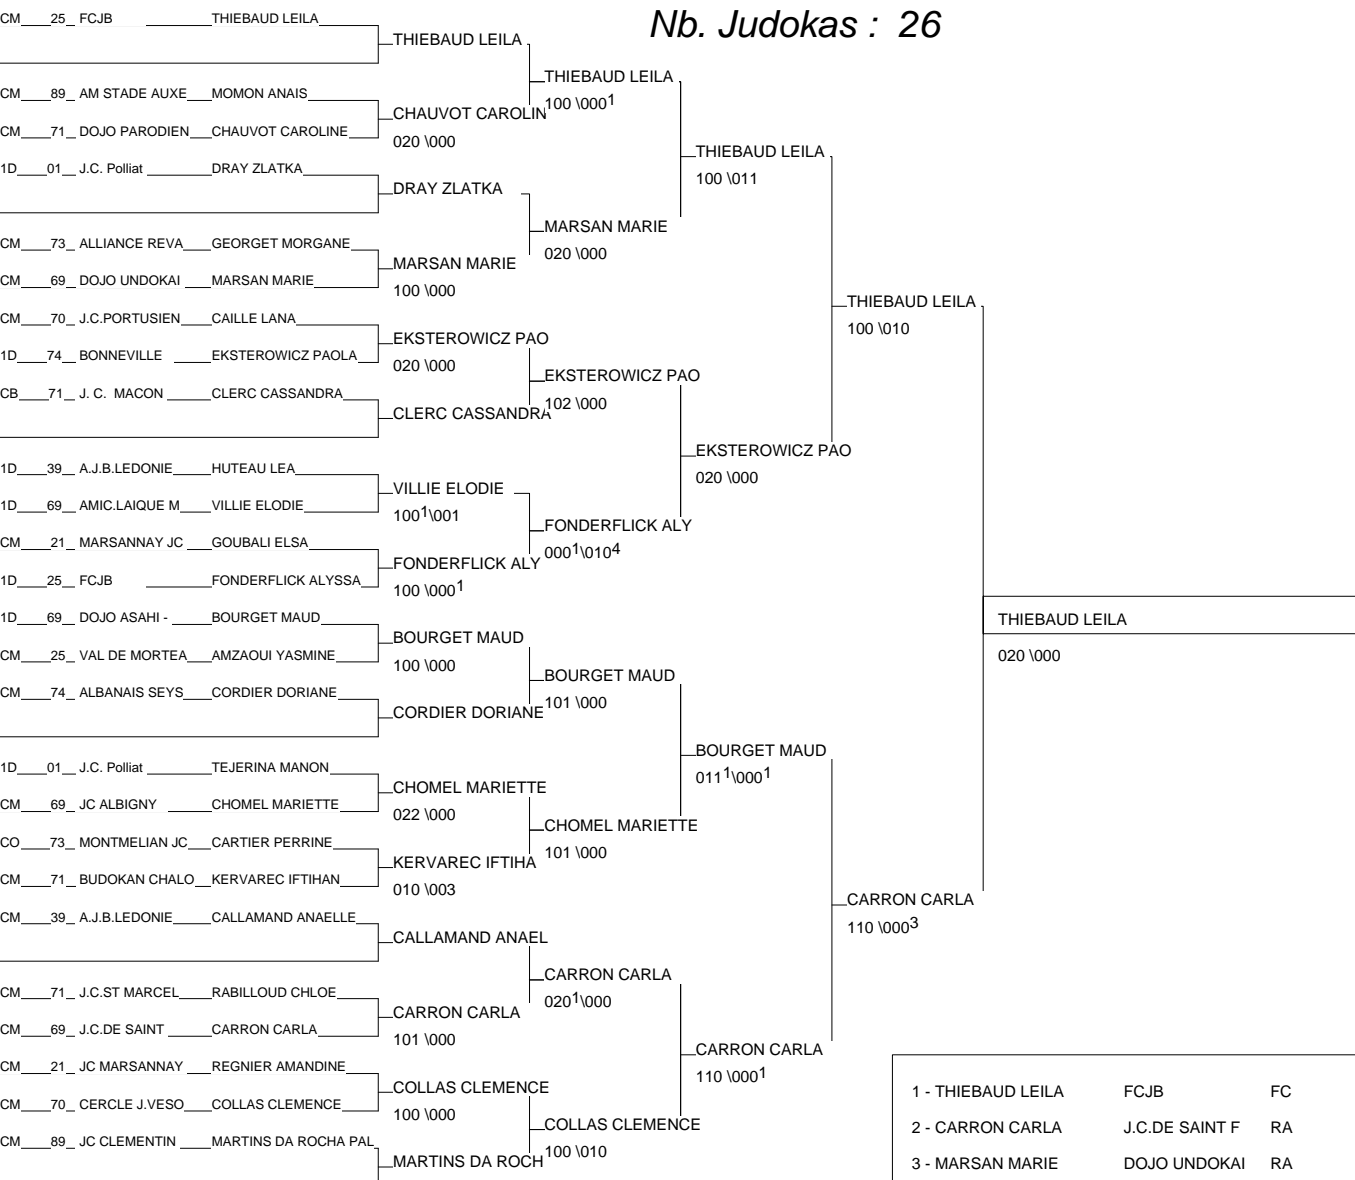 Nb. Judokas : 26
CM 25 FCJB THIEBAUD LEILA
CM 89 AM STADE AUXE MOMON ANAIS
CM 71 DOJO PARODIEN CHAUVOT CAROLINE
1D 01 J.C. Polliat DRAY ZLATKA
CM 73 ALLIANCE REVA GEORGET MORGANE
CM 69 DOJO UNDOKAI MARSAN MARIE
CM 70 J.C.PORTUSIEN CAILLE LANA
1D 74 BONNEVILLE EKSTEROWICZ PAOLA
CB 71 J. C. MACON CLERC CASSANDRA
1D 39 A.J.B.LEDONIE HUTEAU LEA
1D 69 AMIC.LAIQUE M VILLIE ELODIE
CM 21 MARSANNAY JC GOUBALI ELSA
1D 25 FCJB FONDERFLICK ALYSSA
1D 69 DOJO ASAHI - BOURGET MAUD
CM 25 VAL DE MORTEA AMZAOUI YASMINE
CM 74 ALBANAIS SEYS CORDIER DORIANE
1D 01 J.C. Polliat TEJERINA MANON
CM 69 JC ALBIGNY CHOMEL MARIETTE
CO 73 MONTMELIAN JC CARTIER PERRINE
CM 71 BUDOKAN CHALO KERVAREC IFTIHAN
CM 39 A.J.B.LEDONIE CALLAMAND ANAELLE
CM 71 J.C.ST MARCEL RABILLOUD CHLOE
CM 69 J.C.DE SAINT CARRON CARLA
CM 21 JC MARSANNAY REGNIER AMANDINE
CM 70 CERCLE J.VESO COLLAS CLEMENCE
CM 89 JC CLEMENTIN MARTINS DA ROCHA PAL
THIEBAUD LEILA
CHAUVOT CAROLIN
020 \000
DRAY ZLATKA
MARSAN MARIE
100 \000
EKSTEROWICZ PAO
020 \000
CLERC CASSANDRA
VILLIE ELODIE
100¹\001
FONDERFLICK ALY
100 \000¹
BOURGET MAUD
100 \000
CORDIER DORIANE
CHOMEL MARIETTE
022 \000
KERVAREC IFTIHA
010 \003
CALLAMAND ANAEL
CARRON CARLA
101 \000
COLLAS CLEMENCE
100 \000
MARTINS DA ROCH
THIEBAUD LEILA
100 \000¹
MARSAN MARIE
020 \000
EKSTEROWICZ PAO
102 \000
FONDERFLICK ALY
000¹\010⁴
BOURGET MAUD
101 \000
CHOMEL MARIETTE
101 \000
CARRON CARLA
020¹\000
COLLAS CLEMENCE
100 \010
THIEBAUD LEILA
100 \011
EKSTEROWICZ PAO
020 \000
BOURGET MAUD
011¹\000¹
CARRON CARLA
110 \000¹
THIEBAUD LEILA
100 \010
CARRON CARLA
110 \000³
THIEBAUD LEILA
020 \000
1 - THIEBAUD LEILA FCJB FC
2 - CARRON CARLA J.C.DE SAINT F RA
3 - MARSAN MARIE DOJO UNDOKAI RA